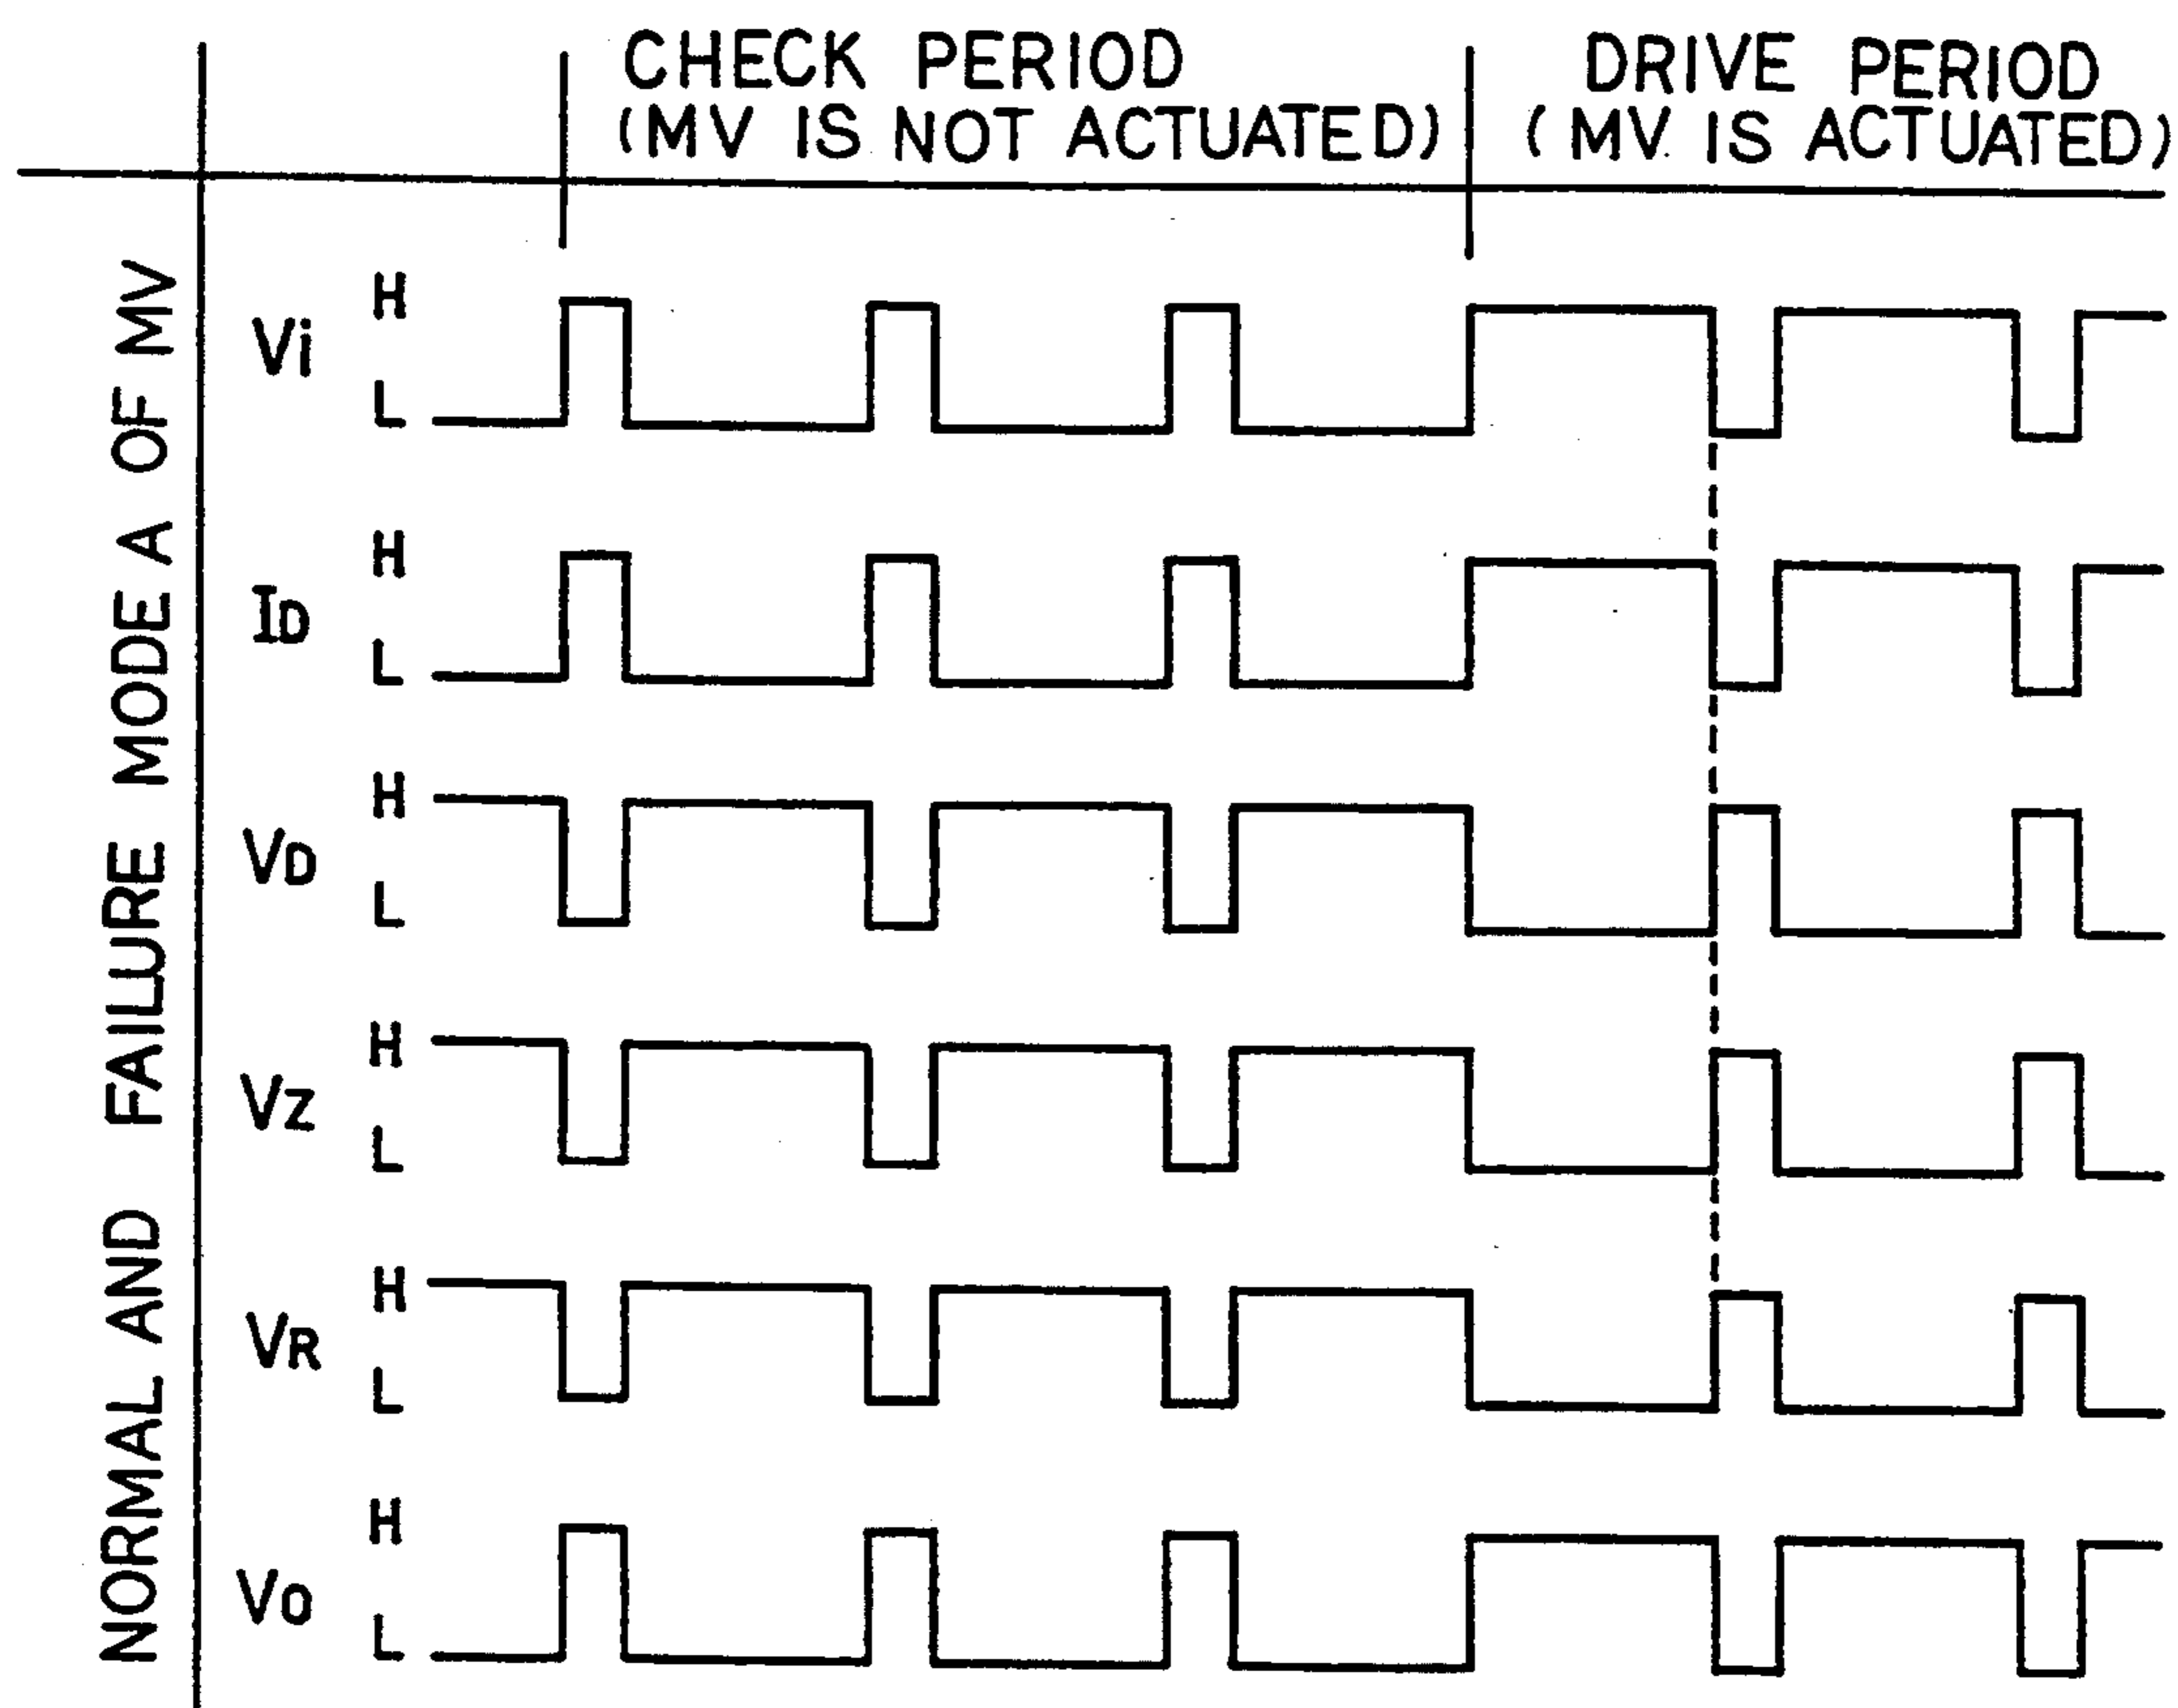 CHECK PERIOD
(MV IS NOT ACTUATED)
DRIVE PERIOD
(MV. IS ACTUATED)
NORMAL AND FAILURE MODE A OF MV
Vi
H
L
ID
H
L
VD
H
L
VZ
H
L
VR
H
L
VO
H
L